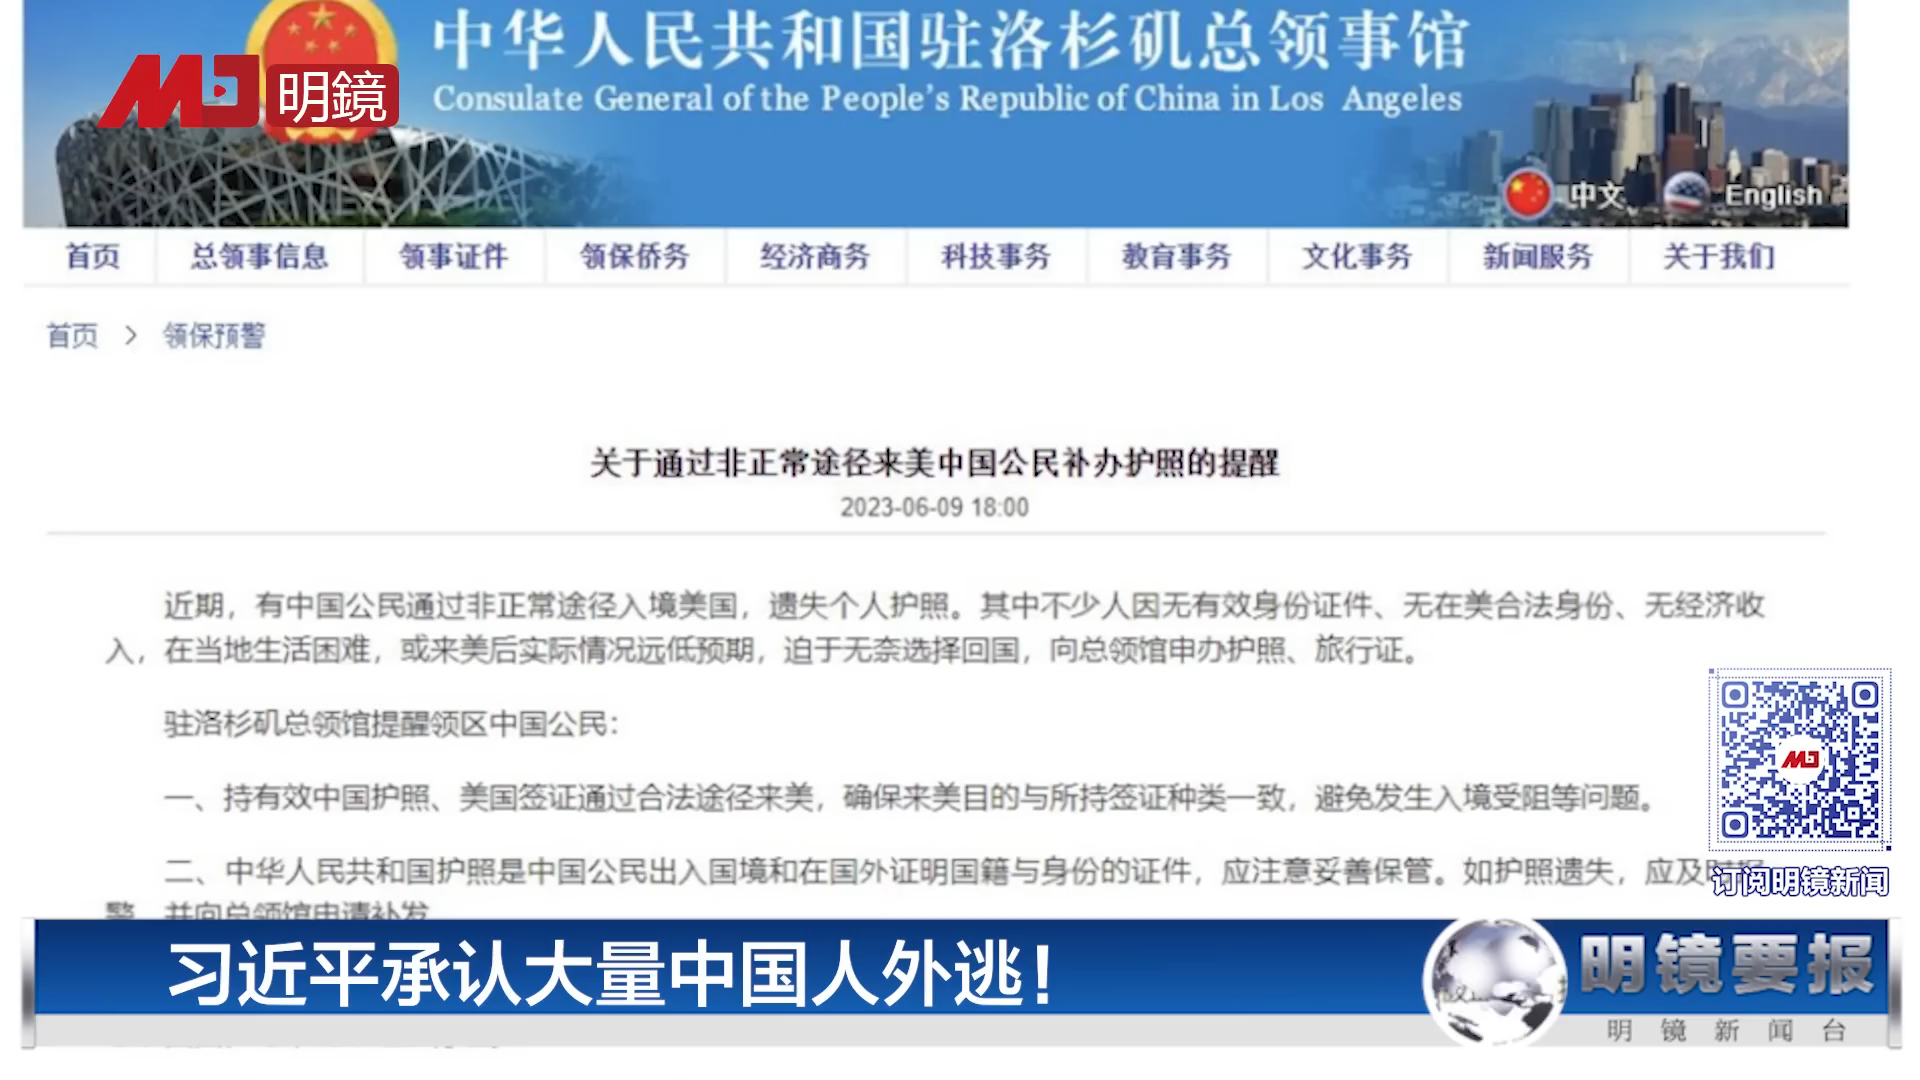 中华人民共和国驻洛杉矶总领事馆
明鏡
Consulate General of the People's Republic of China in Los Angeles
中文 English
首页 总领事信息 领事证件 领保侨务 经济商务 科技事务 教育事务 文化事务 新闻服务 关于我们
首页 > 领保预警
关于通过非正常途径来美中国公民补办护照的提醒
2023-06-09 18:00
近期，有中国公民通过非正常途径入境美国，遗失个人护照。其中不少人因无有效身份证件、无在美合法身份、无经济收
入，在当地生活困难，或来美后实际情况远低预期，迫于无奈选择回国，向总领馆申办护照、旅行证。
驻洛杉矶总领馆提醒领区中国公民：
一、持有效中国护照、美国签证通过合法途径来美，确保来美目的与所持签证种类一致，避免发生入境受阻等问题。
二、中华人民共和国护照是中国公民出入国境和在国外证明国籍与身份的证件，应注意妥善保管。如护照遗失，应及时报
警，并向总领馆申请补发
订阅明镜新闻
习近平承认大量中国人外逃！
明镜要报
明镜新闻台